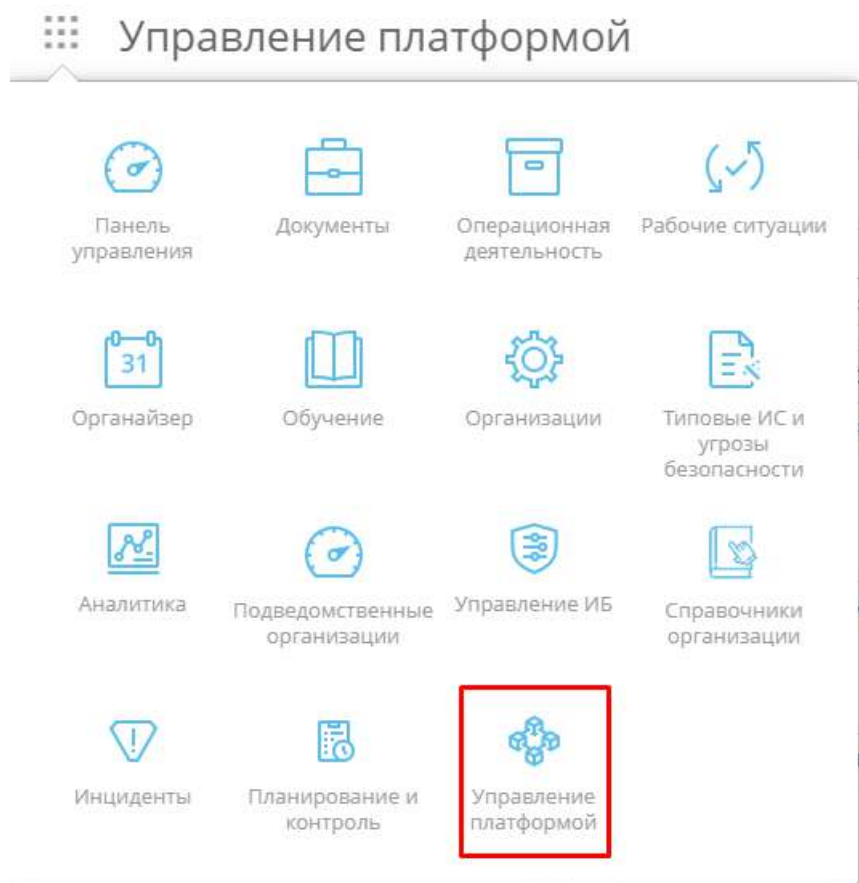 Управление платформой
Панель
управления
Документы
Операционная
деятельность
Рабочие ситуации
31
Органайзер
Обучение
Организации
Типовые ИС и
угрозы
безопасности
Аналитика
Подведомственные
организации
Управление ИБ
Справочники
организации
Инциденты
Планирование и
контроль
Управление
платформой